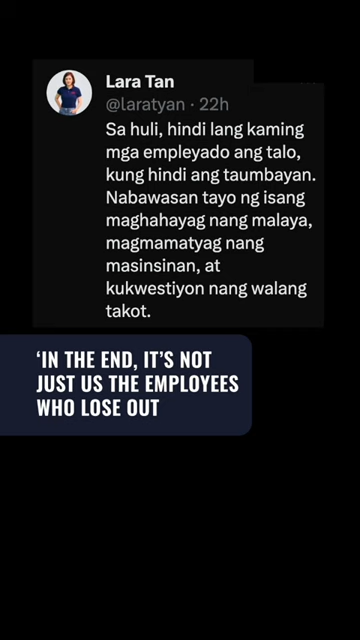 Lara Tan
@laratyan · 22h
Sa huli, hindi lang kaming
mga empleyado ang talo,
kung hindi ang taumbayan.
Nabawasan tayo ng isang
maghahayag nang malaya,
magmamatyag nang
masinsinan, at
kukwestiyon nang walang
takot.
‘IN THE END, IT’S NOT
JUST US THE EMPLOYEES
WHO LOSE OUT